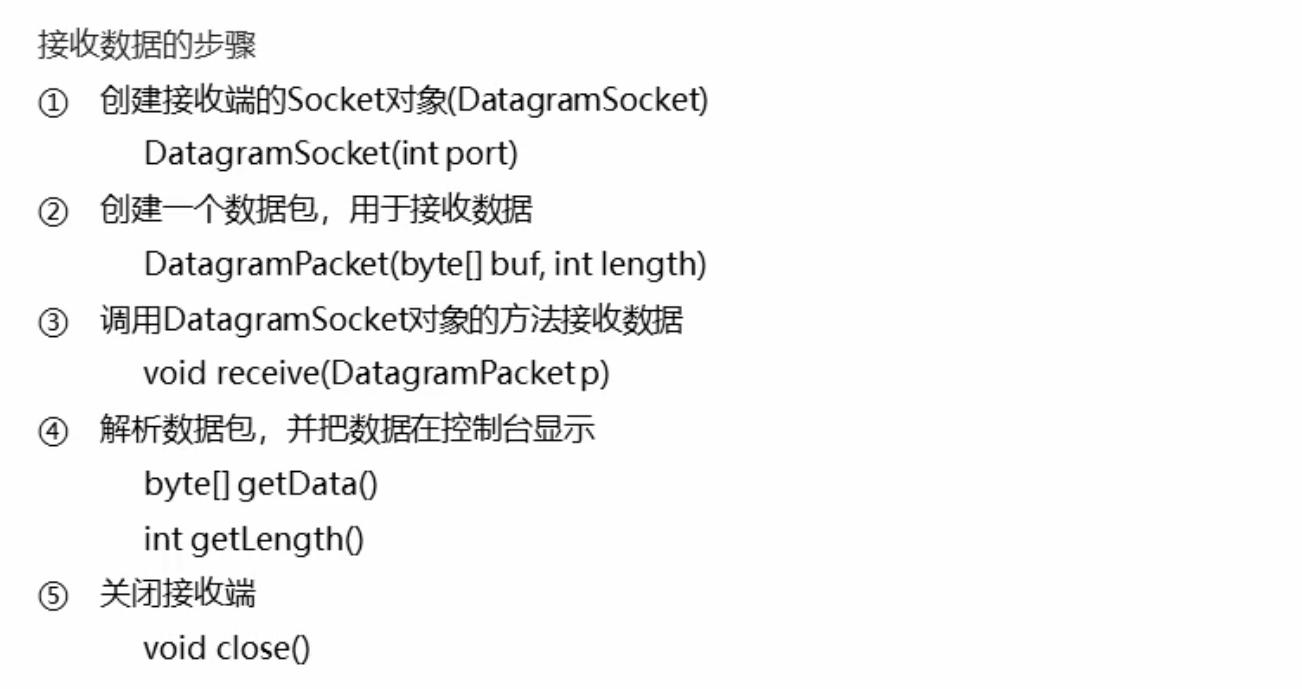 接收数据的步骤
① 创建接收端的Socket对象(DatagramSocket)
DatagramSocket(int port)
② 创建一个数据包，用于接收数据
DatagramPacket(byte[] buf, int length)
③ 调用DatagramSocket对象的方法接收数据
void receive(DatagramPacket p)
④ 解析数据包，并把数据在控制台显示
byte[] getData()
int getLength()
⑤ 关闭接收端
void close()